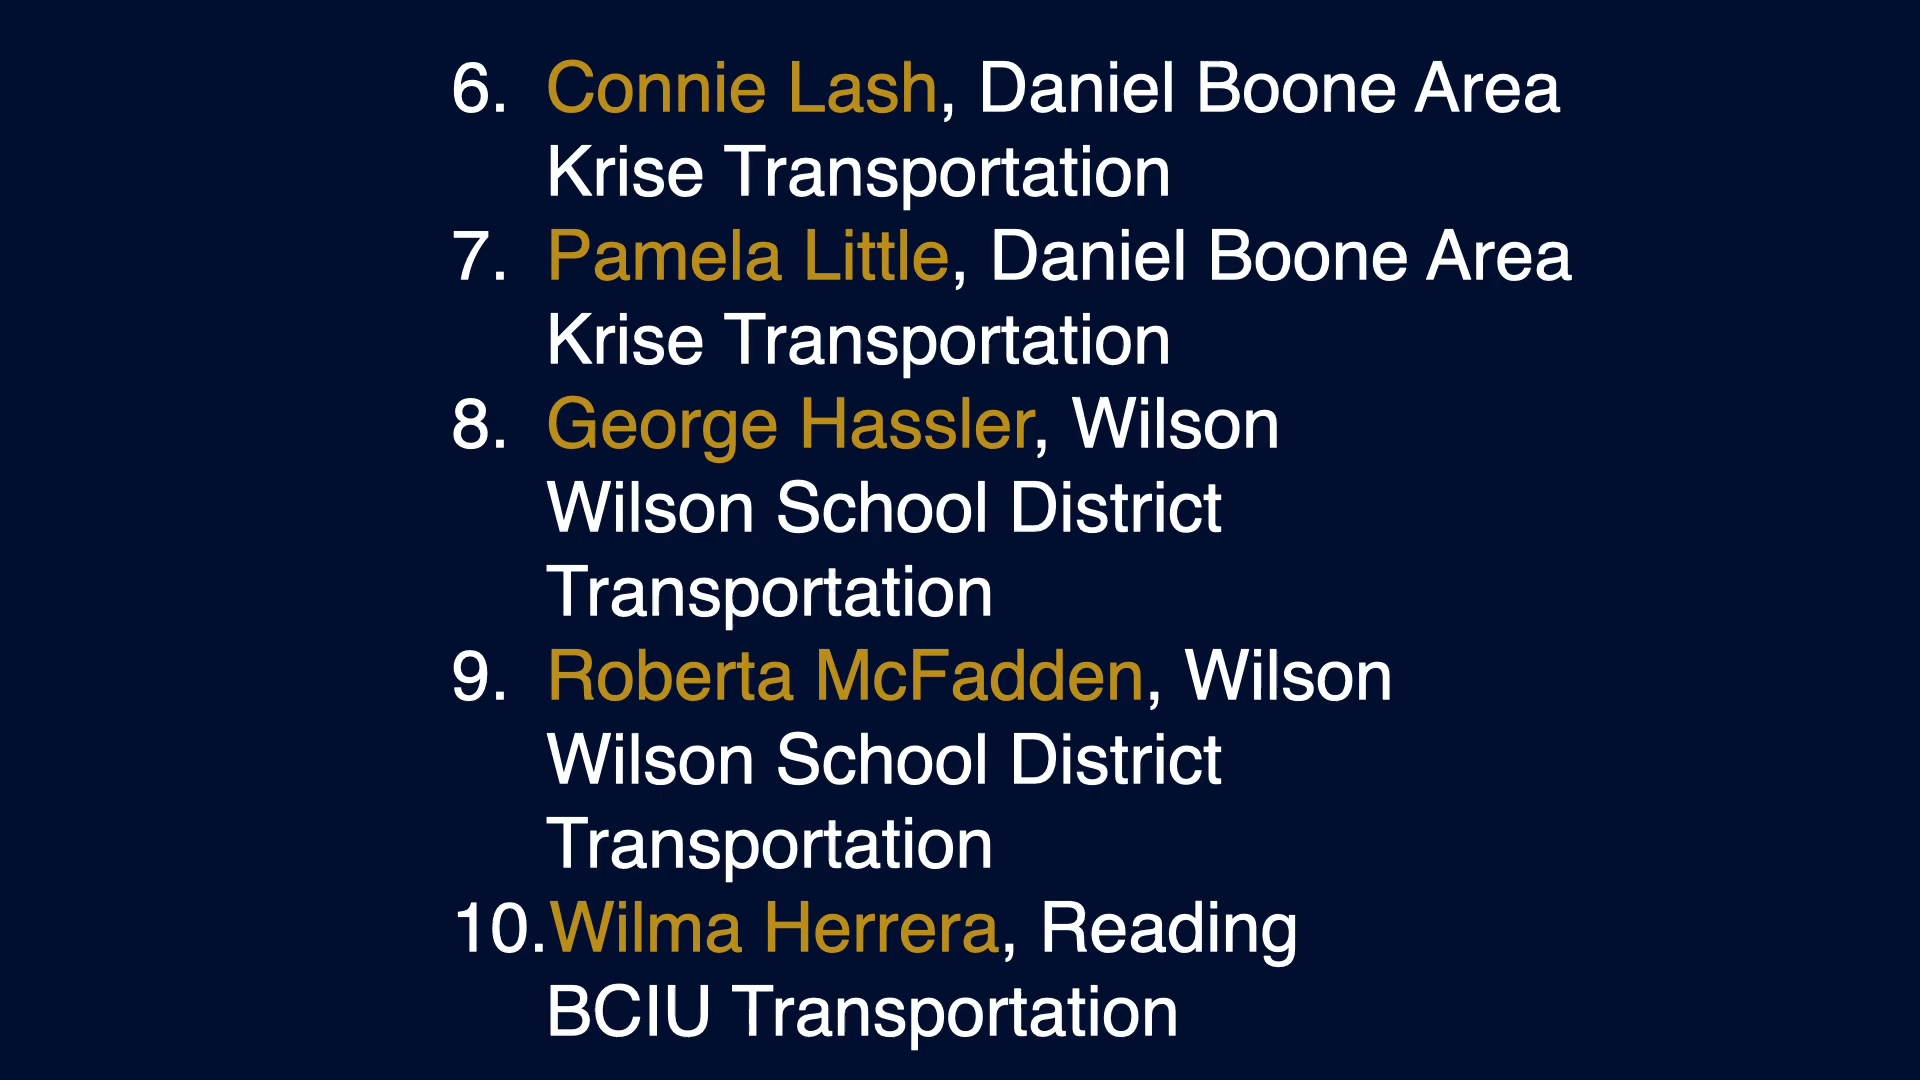 6. Connie Lash, Daniel Boone Area
Krise Transportation
7. Pamela Little, Daniel Boone Area
Krise Transportation
8. George Hassler, Wilson
Wilson School District
Transportation
9. Roberta McFadden, Wilson
Wilson School District
Transportation
10.Wilma Herrera, Reading
BCIU Transportation